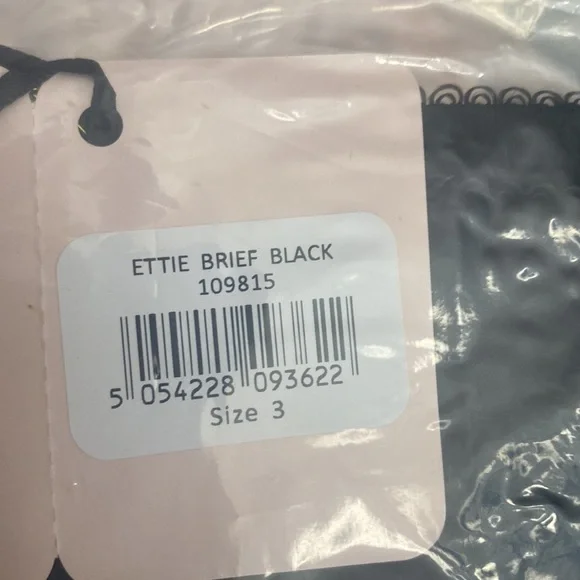 ETTIE BRIEF BLACK
109815
5 054228 093622
Size 3